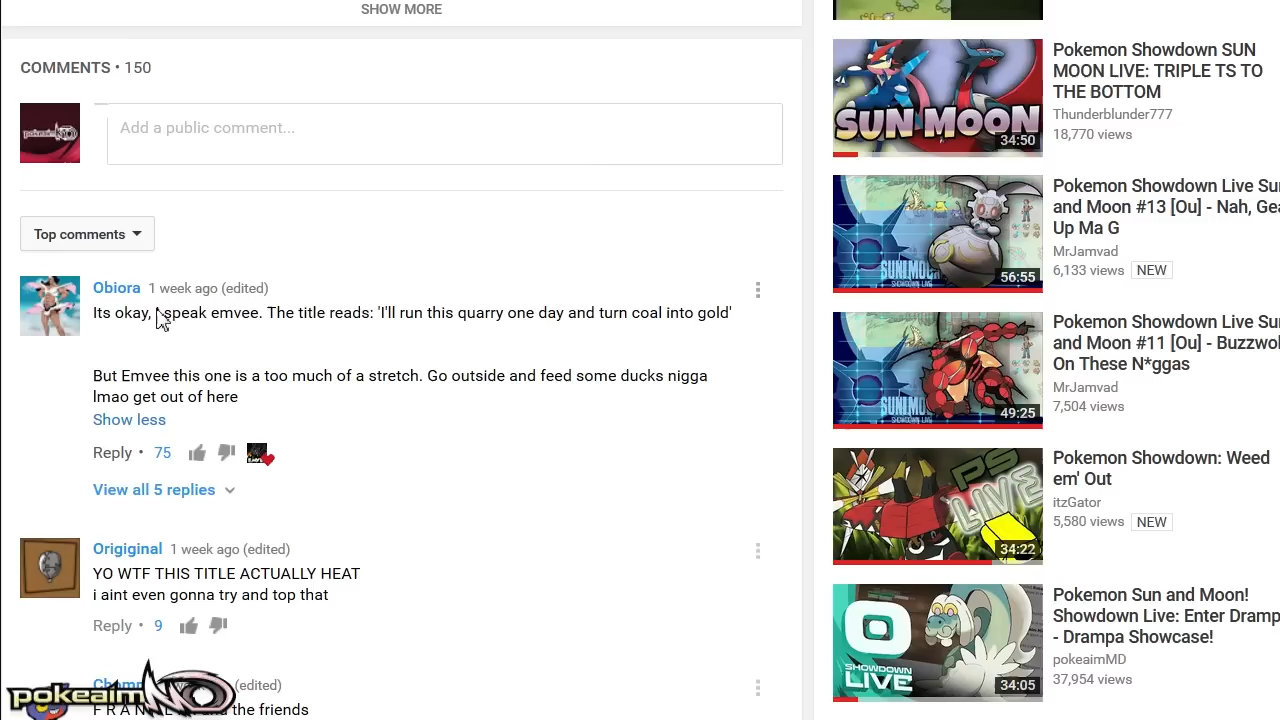 SHOW MORE
COMMENTS • 150
Add a public comment...
Top comments
Obiora 1 week ago (edited)
Its okay, I speak emvee. The title reads: 'I'll run this quarry one day and turn coal into gold'
But Emvee this one is a too much of a stretch. Go outside and feed some ducks nigga
lmao get out of here
Show less
Reply • 75
View all 5 replies
Origiginal 1 week ago (edited)
YO WTF THIS TITLE ACTUALLY HEAT
i aint even gonna try and top that
Reply • 9
(edited)
the friends
pokeaim
Pokemon Showdown SUN
MOON LIVE: TRIPLE TS TO
THE BOTTOM
Thunderblunder777
18,770 views
SUN MOON
34:50
Pokemon Showdown Live Su
and Moon #13 [Ou] - Nah, Gea
Up Ma G
MrJamvad
6,133 views NEW
56:55
Pokemon Showdown Live Su
and Moon #11 [Ou] - Buzzwol
On These N*ggas
MrJamvad
7,504 views
SUNIMOON
SHOWDOWN LIVE
49:25
Pokemon Showdown: Weed
em' Out
itzGator
5,580 views NEW
PS
LIVE
34:22
Pokemon Sun and Moon!
Showdown Live: Enter Dramp
- Drampa Showcase!
pokeaimMD
37,954 views
SHOWDOWN
LIVE
34:05